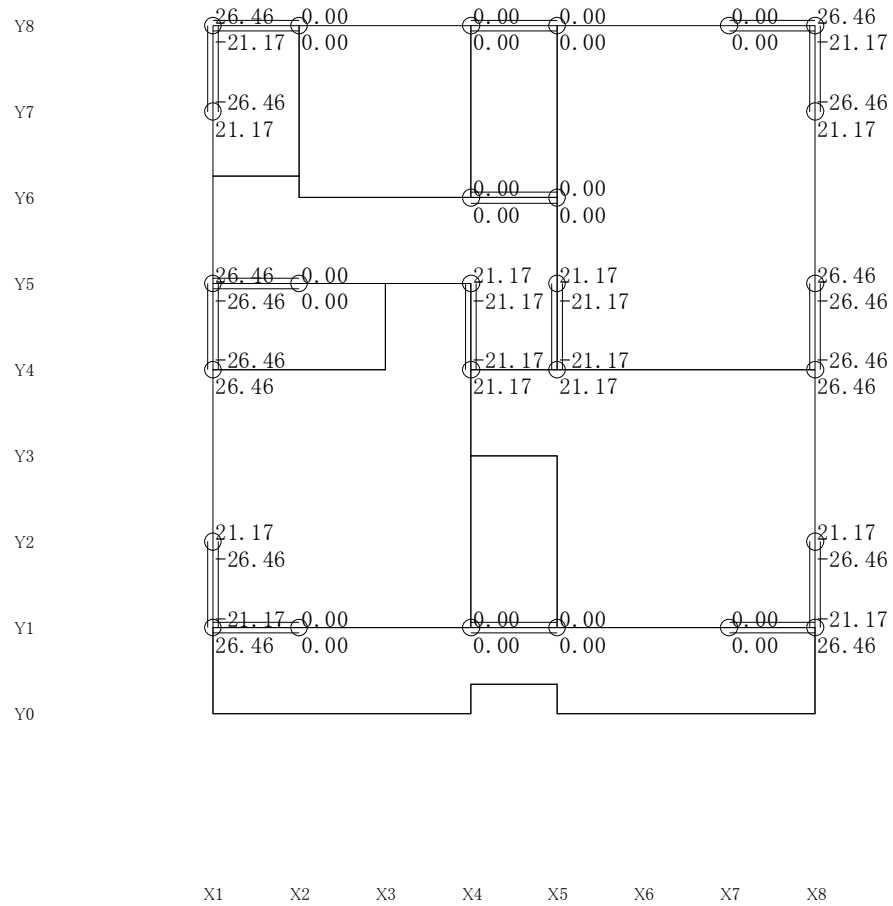 Y8 26.46 0.00 0.00 0.00 0.00 26.46
-21.17 0.00 0.00 0.00 0.00 -21.17
Y7 -26.46 -26.46
21.17 21.17
Y6 0.00 0.00
0.00 0.00
Y5 26.46 0.00 21.17 21.17 26.46
-26.46 0.00 -21.17 -21.17 -26.46
Y4 -26.46 -21.17 -21.17 -26.46
26.46 21.17 21.17 26.46
Y3
Y2 21.17 21.17
-26.46 -26.46
Y1 -21.17 0.00 0.00 0.00 0.00 -21.17
26.46 0.00 0.00 0.00 0.00 26.46
Y0
X1 X2 X3 X4 X5 X6 X7 X8